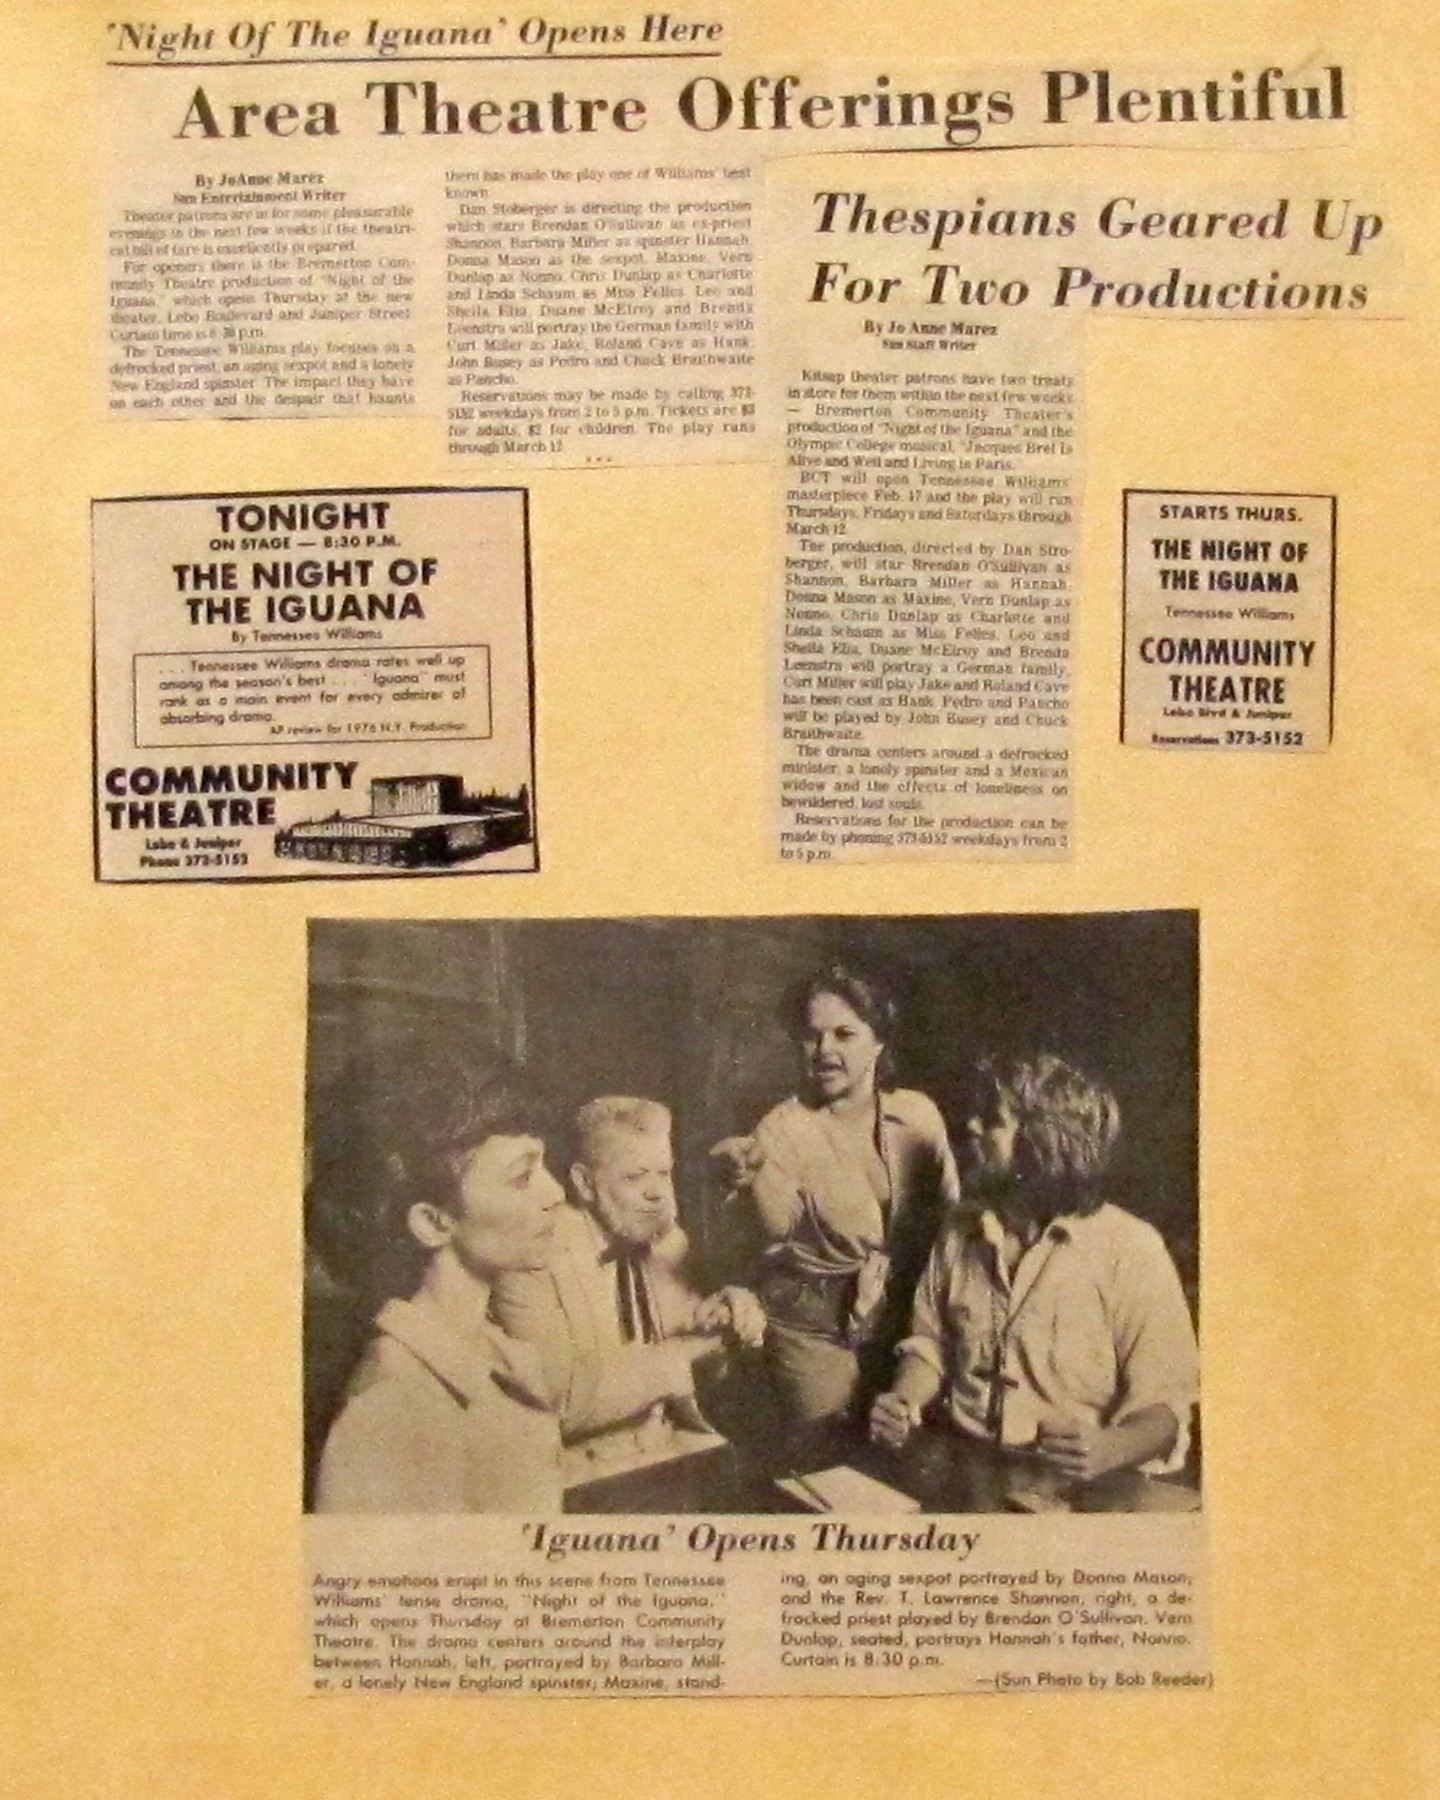 'Night Of The Iguana' Opens Here
Area Theatre Offerings Plentiful
By JoAnne Marez
Sun Entertainment Writer
Theater patrons are in for some pleasurable
evenings in the next few weeks if the theatri-
cal bill of fare is excellently prepared.
For openers there is the Bremerton Com-
munity Theatre production of "Night of the
Iguana," which opens Thursday at the new
theater, Lebo Boulevard and Juniper Street.
Curtain time is 8:30 p.m.
The Tennessee Williams play focuses on a
defrocked priest, an aging sexpot and a lonely
New England spinster. The impact they have
on each other and the despair that haunts
them has made the play one of Williams' best
known.
Dan Stoberger is directing the production
which stars Brendan O'Sullivan as ex-priest
Shannon, Barbara Miller as spinster Hannah,
Donna Mason as the sexpot, Maxine, Vern
Dunlap as Nonno, Chris Dunlap as Charlotte
and Linda Schaum as Miss Felles. Leo and
Sheila Elia, Duane McElroy and Brenda
Leenstra will portray the German family with
Curt Miller as Jake, Roland Cave as Hank,
John Busey as Pedro and Chuck Braithwaite
as Pancho.
Reservations may be made by calling 373-
5152 weekdays from 2 to 5 p.m. Tickets are $3
for adults, $2 for children. The play runs
through March 12.
* * *
Thespians Geared Up
For Two Productions
By Jo Anne Marez
Sun Staff Writer
Kitsap theater patrons have two treats
in store for them within the next few weeks
— Bremerton Community Theater's
production of "Night of the Iguana" and the
Olympic College musical, "Jacques Brel Is
Alive and Well and Living in Paris."
BCT will open Tennessee Williams'
masterpiece Feb. 17 and the play will run
Thursdays, Fridays and Saturdays through
March 12.
The production, directed by Dan Stro-
berger, will star Brendan O'Sullivan as
Shannon, Barbara Miller as Hannah,
Donna Mason as Maxine, Vern Dunlap as
Nonno, Chris Dunlap as Charlotte and
Linda Schaum as Miss Felles. Leo and
Sheila Elia, Duane McElroy and Brenda
Leenstra will portray a German family.
Curt Miller will play Jake and Roland Cave
has been cast as Hank. Pedro and Pancho
will be played by John Busey and Chuck
Braithwaite.
The drama centers around a defrocked
minister, a lonely spinster and a Mexican
widow and the effects of loneliness on
bewildered, lost souls.
Reservations for the production can be
made by phoning 373-5152 weekdays from 2
to 5 p.m.
TONIGHT
ON STAGE — 8:30 P.M.
THE NIGHT OF
THE IGUANA
By Tennessee Williams
. . . Tennessee Williams drama rates well up
among the season's best . . . "Iguana" must
rank as a main event for every admirer of
absorbing drama.
AP review for 1976 N.Y. Production
COMMUNITY
THEATRE
Lebo & Juniper
Phone 373-5152
STARTS THURS.
THE NIGHT OF
THE IGUANA
Tennessee Williams
COMMUNITY
THEATRE
Lebo Blvd & Juniper
Reservations 373-5152
'Iguana' Opens Thursday
Angry emotions erupt in this scene from Tennessee
Williams' tense drama, "Night of the Iguana,"
which opens Thursday at Bremerton Community
Theatre. The drama centers around the interplay
between Hannah, left, portrayed by Barbara Mill-
er, a lonely New England spinster; Maxine, stand-
ing, an aging sexpot portrayed by Donna Mason;
and the Rev. T. Lawrence Shannon, right, a de-
frocked priest played by Brendan O'Sullivan. Vern
Dunlap, seated, portrays Hannah's father, Nonno.
Curtain is 8:30 p.m.
—(Sun Photo by Bob Reeder)